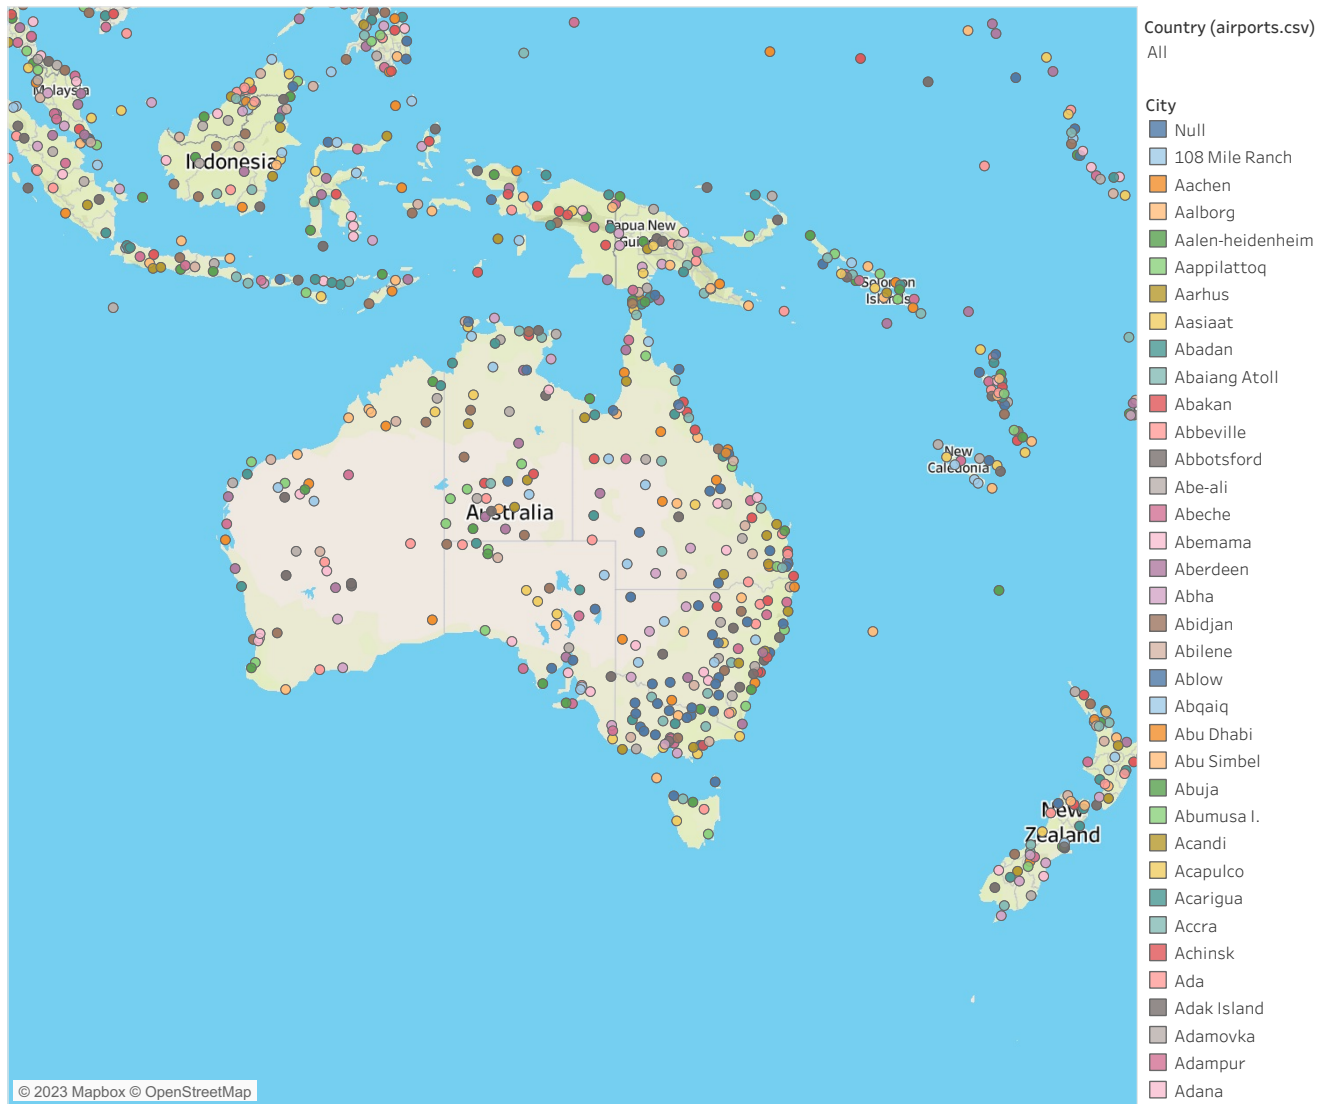 Country (airports.csv)
All
City
Null
108 Mile Ranch
Aachen
Aalborg
Aalen-heidenheim
Aappilattoq
Aarhus
Aasiaat
Abadan
Abaiang Atoll
Abakan
Abbeville
Abbotsford
Abe-ali
Abeche
Abemama
Aberdeen
Abha
Abidjan
Abilene
Ablow
Abqaiq
Abu Dhabi
Abu Simbel
Abuja
Abumusa I.
Acandi
Acapulco
Acarigua
Accra
Achinsk
Ada
Adak Island
Adamovka
Adampur
Adana
Malaysia
Indonesia
Papua New
Guinea
Solomon
Islands
New
Caledonia
Australia
New
Zealand
© 2023 Mapbox © OpenStreetMap